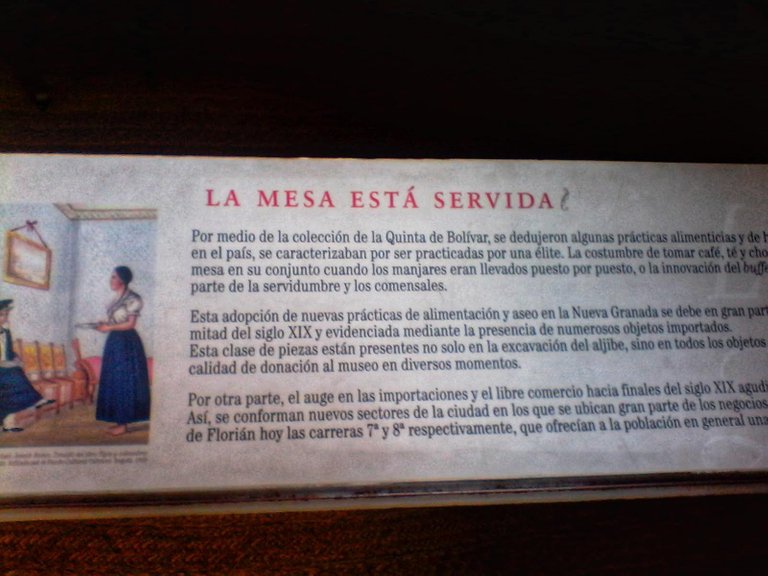 LA MESA ESTÁ SERVIDA
Por medio de la colección de la Quinta de Bolívar, se dedujeron algunas prácticas alimenticias y de
en el país, se caracterizaban por ser practicadas por una élite. La costumbre de tomar café, té y cho
mesa en su conjunto cuando los manjares eran llevados puesto por puesto, o la innovación del buffe
parte de la servidumbre y los comensales.
Esta adopción de nuevas prácticas de alimentación y aseo en la Nueva Granada se debe en gran part
mitad del siglo XIX y evidenciada mediante la presencia de numerosos objetos importados.
Esta clase de piezas están presentes no solo en la excavación del aljibe, sino en todos los objetos
calidad de donación al museo en diversos momentos.
Por otra parte, el auge en las importaciones y el libre comercio hacia finales del siglo XIX agudi
Así, se conforman nuevos sectores de la ciudad en los que se ubican gran parte de los negocios
de Florián hoy las carreras 7ª y 8ª respectivamente, que ofrecían a la población en general una